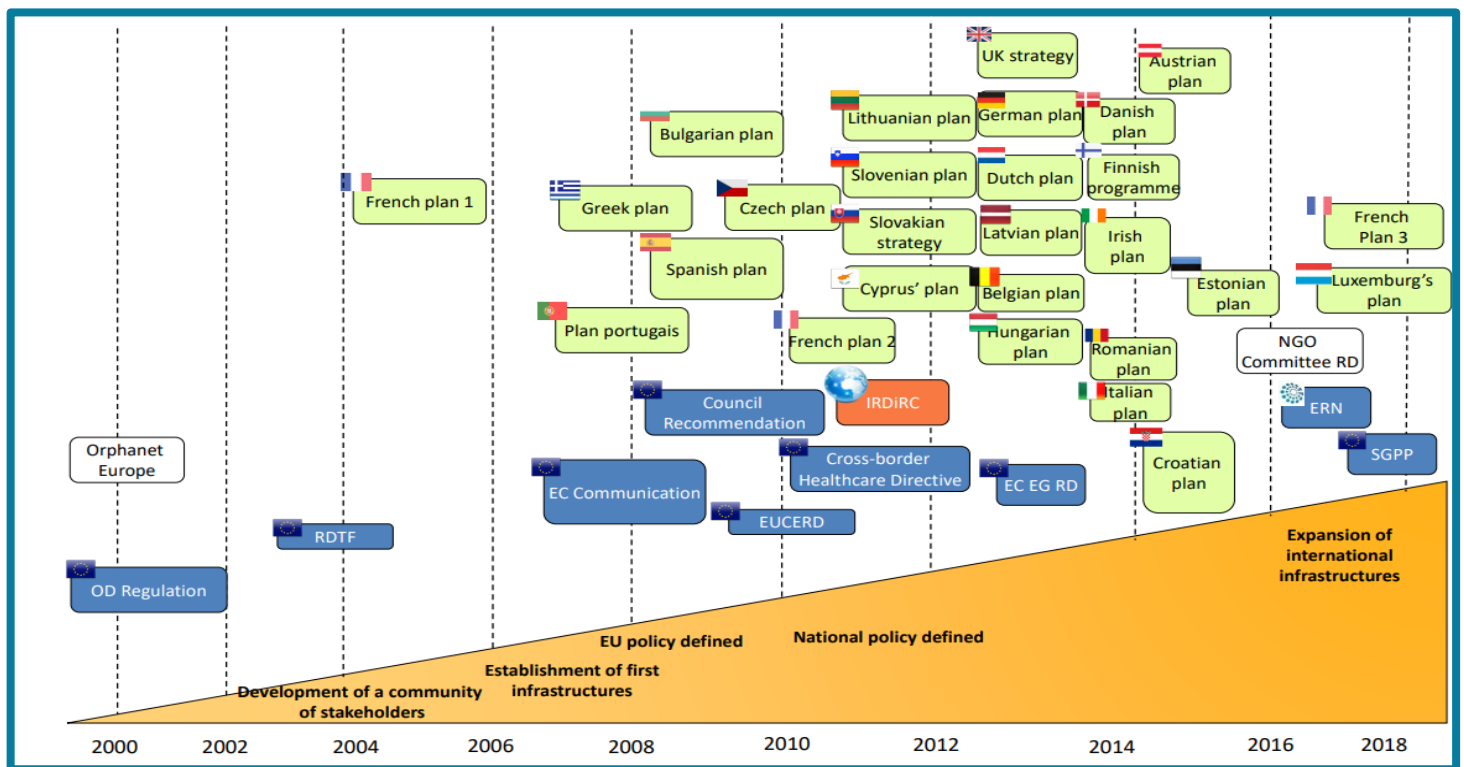 UK strategy
Austrian
plan
Lithuanian plan
German plan
Danish
plan
Bulgarian plan
Slovenian plan
Dutch plan
Finnish
programme
French plan 1
Greek plan
Czech plan
Slovakian
strategy
Latvian plan
Irish
plan
French
Plan 3
Spanish plan
Cyprus’ plan
Belgian plan
Estonian
plan
Luxemburg’s
plan
Plan portugais
French plan 2
Hungarian
plan
Romanian
plan
NGO
Committee RD
Council
Recommendation
IRDiRC
Italian
plan
ERN
Orphanet
Europe
EC Communication
Cross-border
Healthcare Directive
EC EG RD
Croatian
plan
SGPP
RDTF
EUCERD
OD Regulation
Expansion of
international
infrastructures
EU policy defined
National policy defined
Establishment of first
infrastructures
Development of a community
of stakeholders
2000
2002
2004
2006
2008
2010
2012
2014
2016
2018